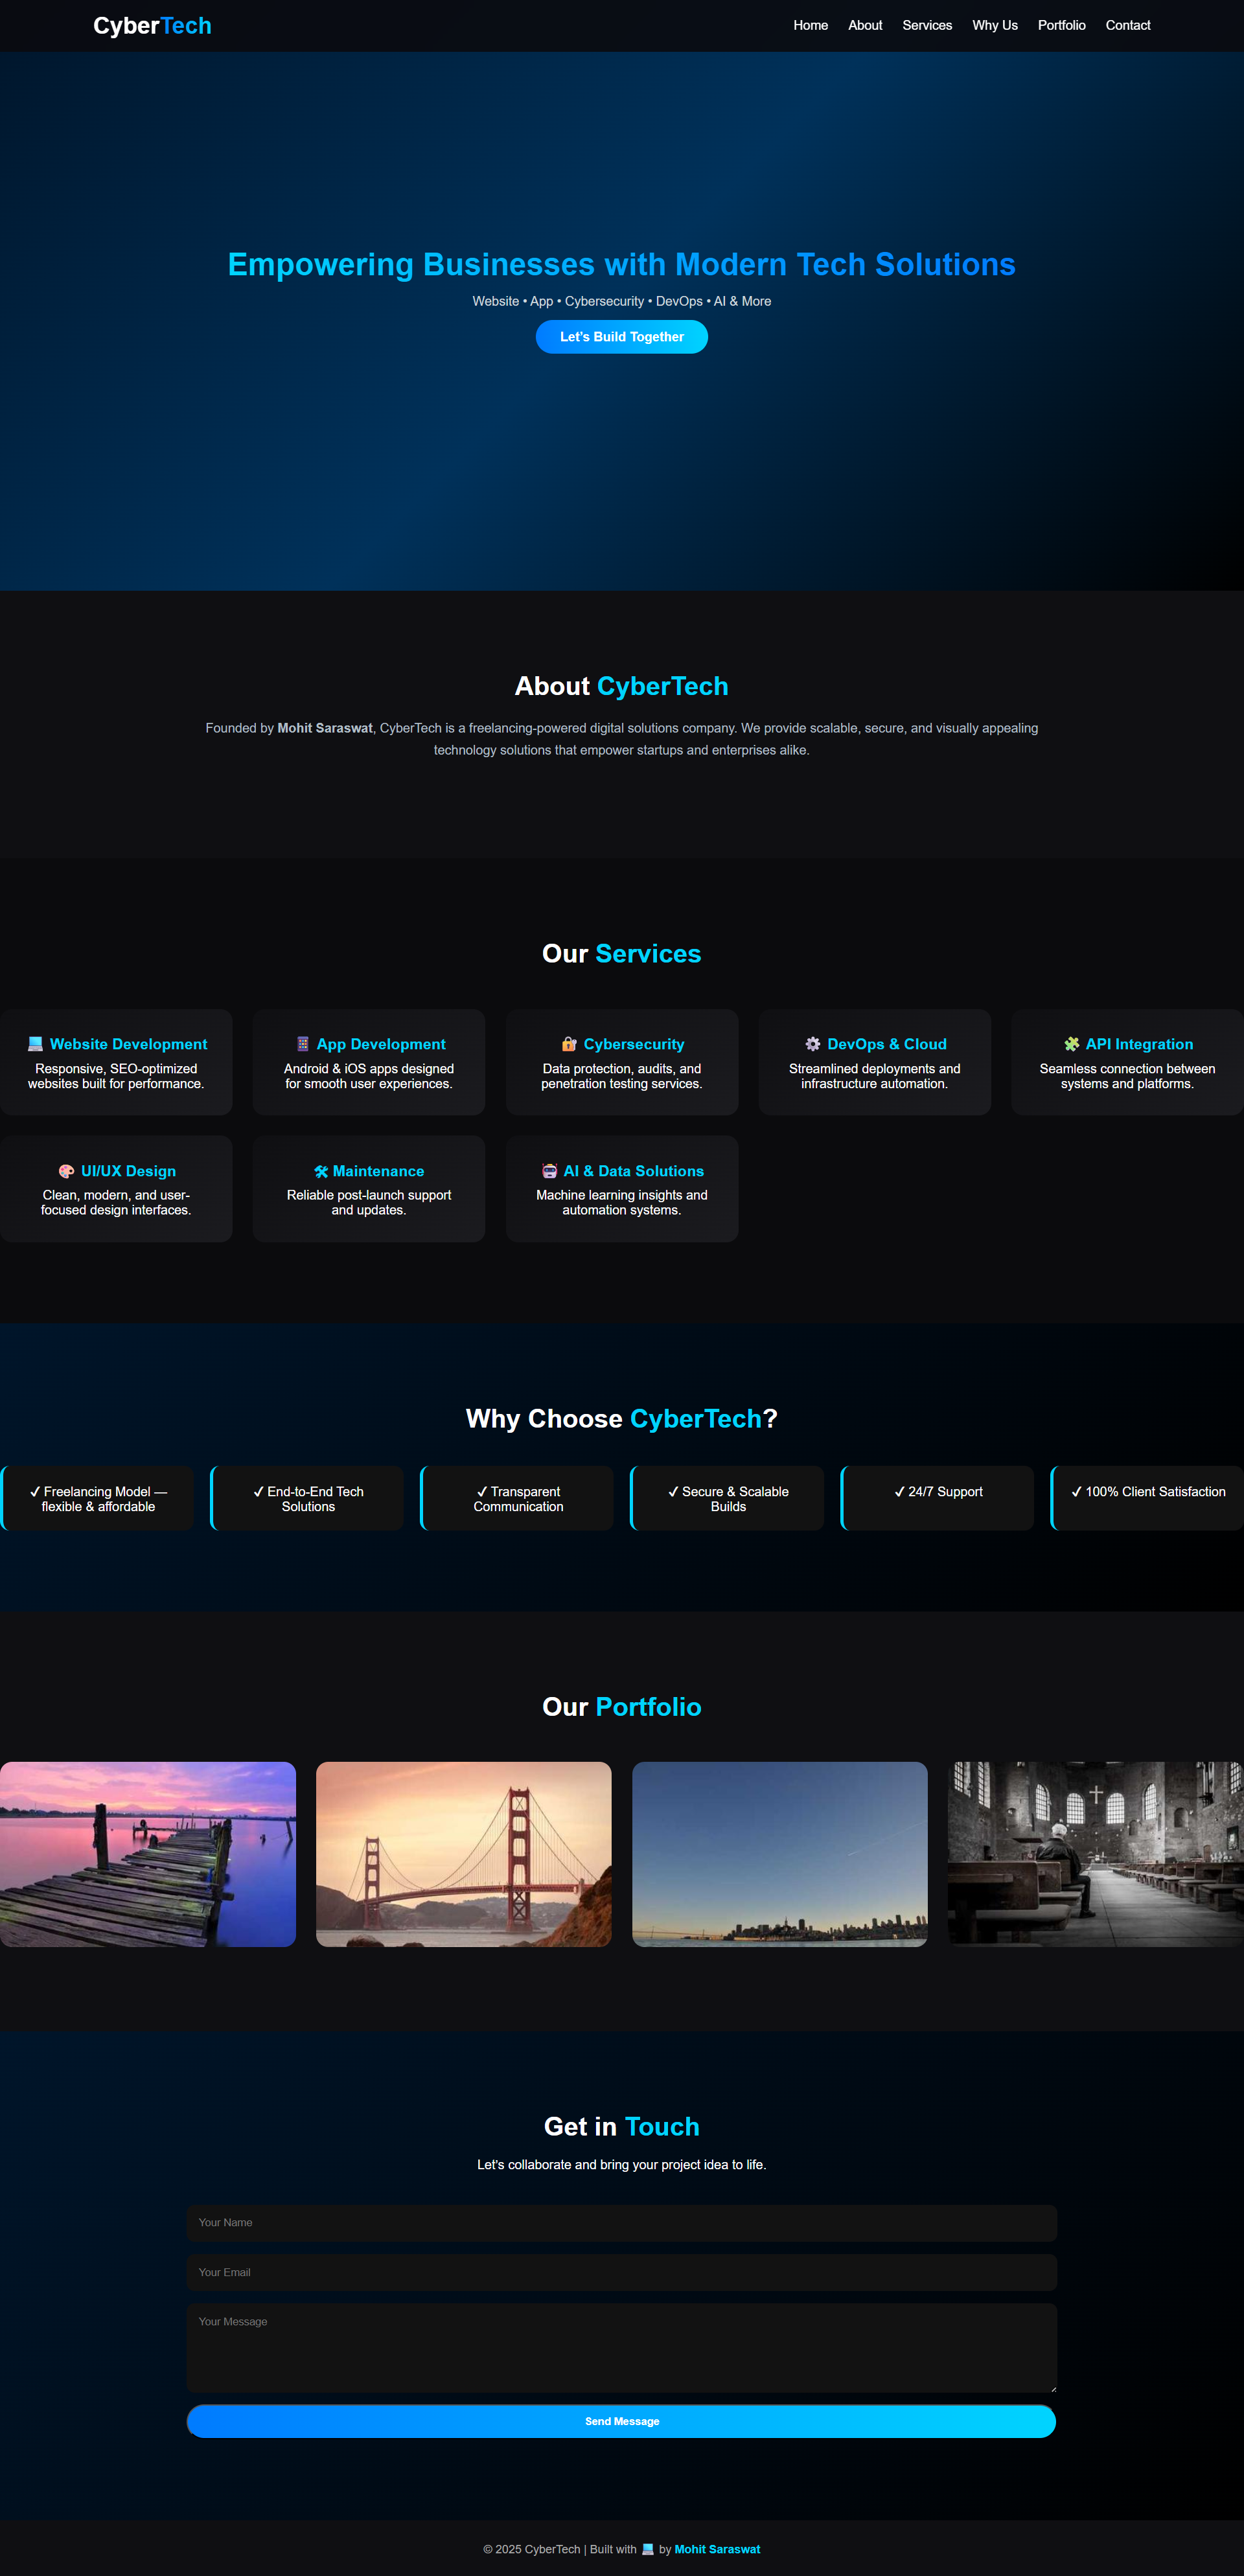 CyberTech
Home About Services Why Us Portfolio Contact
Empowering Businesses with Modern Tech Solutions
Website • App • Cybersecurity • DevOps • AI & More
Let’s Build Together
About CyberTech
Founded by Mohit Saraswat, CyberTech is a freelancing-powered digital solutions company. We provide scalable, secure, and visually appealing
technology solutions that empower startups and enterprises alike.
Our Services
💻 Website Development
Responsive, SEO-optimized
websites built for performance.
📱 App Development
Android & iOS apps designed
for smooth user experiences.
🔐 Cybersecurity
Data protection, audits, and
penetration testing services.
⚙️ DevOps & Cloud
Streamlined deployments and
infrastructure automation.
🧩 API Integration
Seamless connection between
systems and platforms.
🎨 UI/UX Design
Clean, modern, and user-
focused design interfaces.
🛠 Maintenance
Reliable post-launch support
and updates.
🤖 AI & Data Solutions
Machine learning insights and
automation systems.
Why Choose CyberTech?
✔ Freelancing Model —
flexible & affordable
✔ End-to-End Tech
Solutions
✔ Transparent
Communication
✔ Secure & Scalable
Builds
✔ 24/7 Support
✔ 100% Client Satisfaction
Our Portfolio
Get in Touch
Let’s collaborate and bring your project idea to life.
Your Name
Your Email
Your Message
Send Message
© 2025 CyberTech | Built with 💻 by Mohit Saraswat